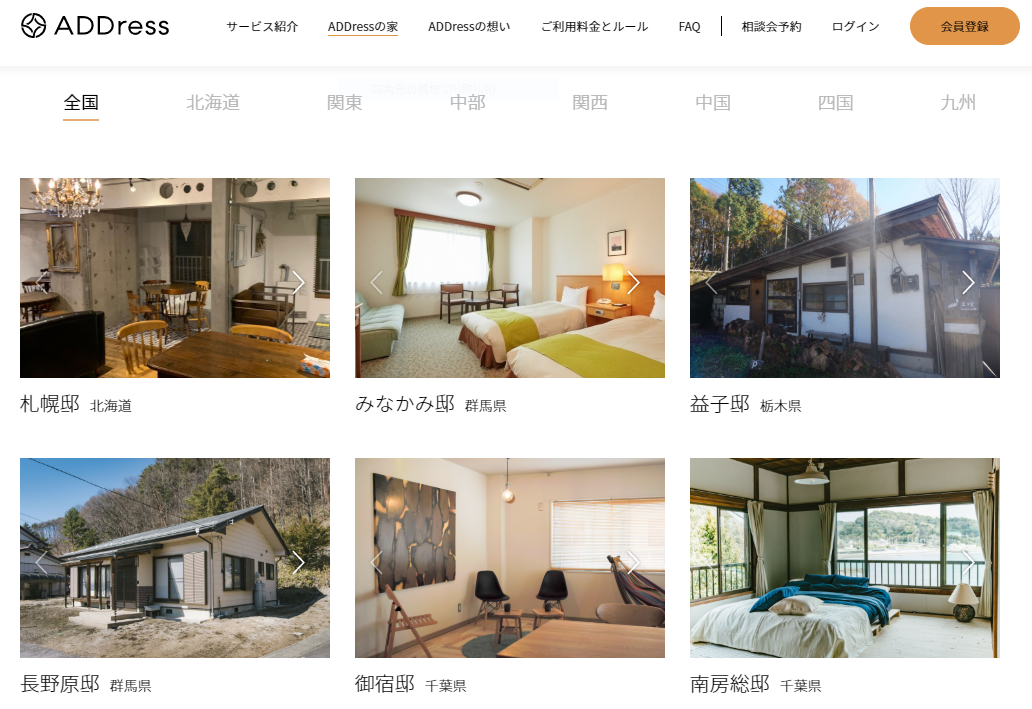 ADDress
サービス紹介 ADDressの家 ADDressの想い ご利用料金とルール FAQ 相談会予約 ログイン 会員登録
全国 北海道 関東 中部 関西 中国 四国 九州
札幌邸 北海道
みなかみ邸 群馬県
益子邸 栃木県
長野原邸 群馬県
御宿邸 千葉県
南房総邸 千葉県